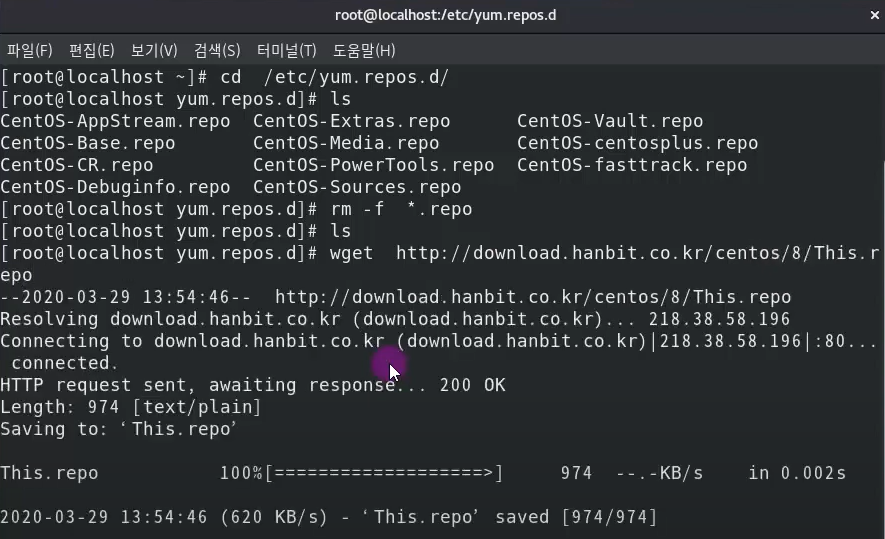 root@localhost:/etc/yum.repos.d ×
파일(F) 편집(E) 보기(V) 검색(S) 터미널(T) 도움말(H)
[root@localhost ~]# cd  /etc/yum.repos.d/
[root@localhost yum.repos.d]# ls
CentOS-AppStream.repo  CentOS-Extras.repo      CentOS-Vault.repo
CentOS-Base.repo       CentOS-Media.repo       CentOS-centosplus.repo
CentOS-CR.repo         CentOS-PowerTools.repo  CentOS-fasttrack.repo
CentOS-Debuginfo.repo  CentOS-Sources.repo
[root@localhost yum.repos.d]# rm -f  *.repo
[root@localhost yum.repos.d]# ls
[root@localhost yum.repos.d]# wget  http://download.hanbit.co.kr/centos/8/This.r
epo
--2020-03-29 13:54:46--  http://download.hanbit.co.kr/centos/8/This.repo
Resolving download.hanbit.co.kr (download.hanbit.co.kr)... 218.38.58.196
Connecting to download.hanbit.co.kr (download.hanbit.co.kr)|218.38.58.196|:80...
 connected.
HTTP request sent, awaiting response... 200 OK
Length: 974 [text/plain]
Saving to: ‘This.repo’
This.repo           100%[===================>]     974  --.-KB/s    in 0.002s
2020-03-29 13:54:46 (620 KB/s) - ‘This.repo’ saved [974/974]